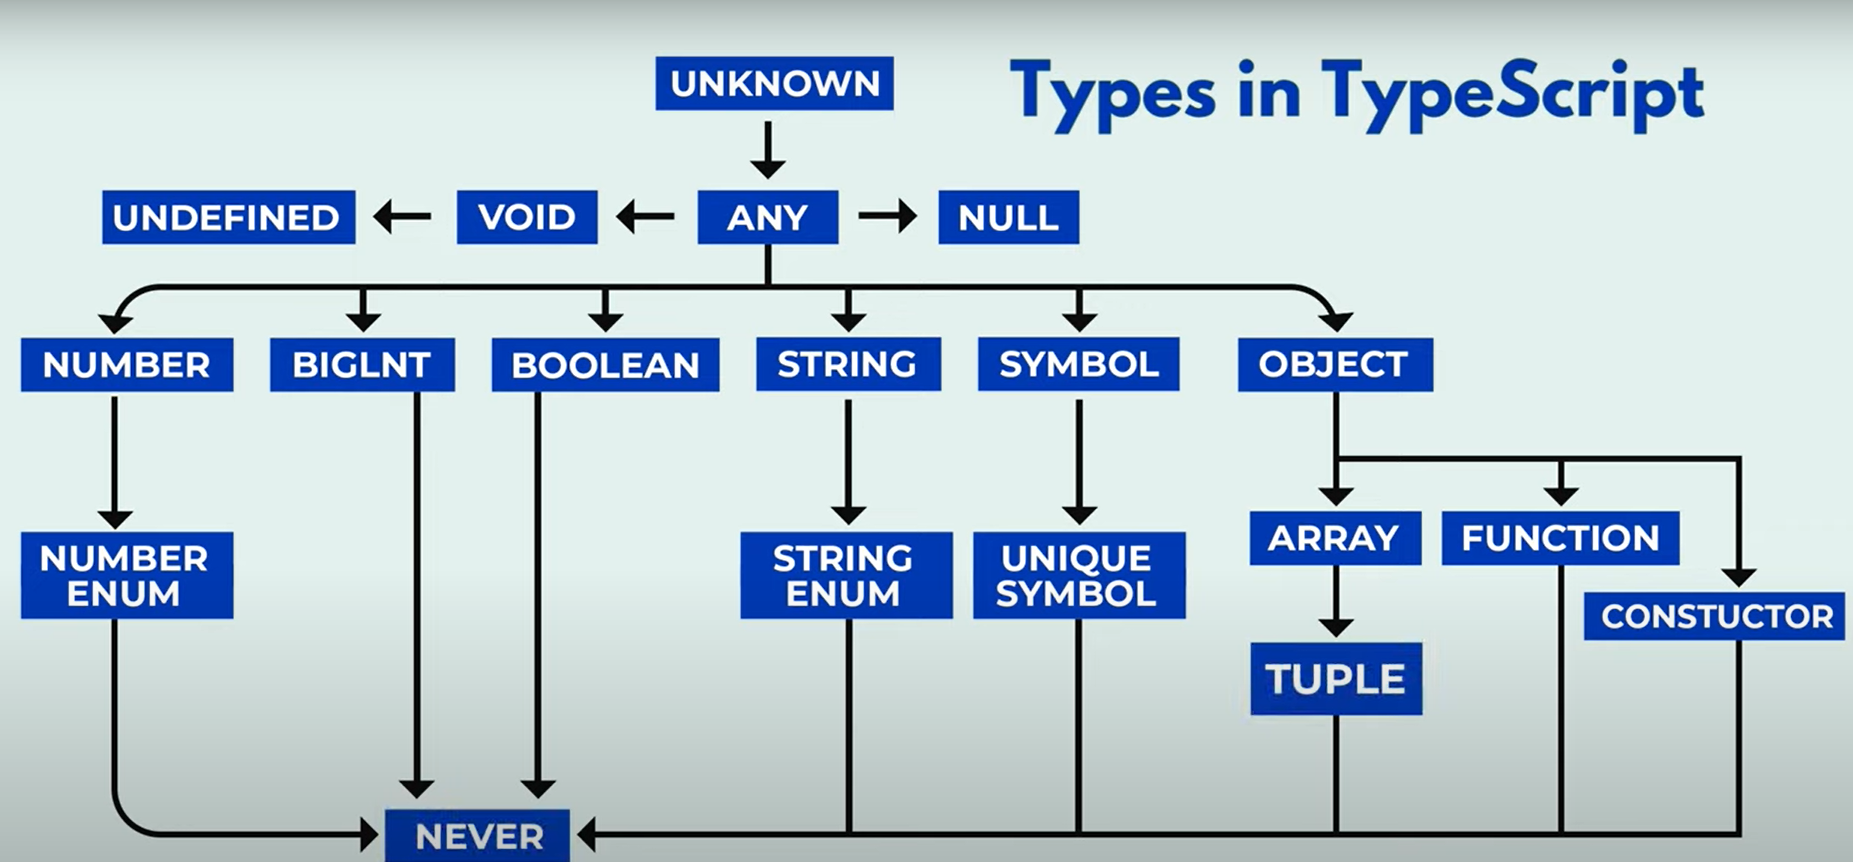 UNKNOWN
Types in TypeScript
UNDEFINED
VOID
ANY
NULL
NUMBER
BIGLNT
BOOLEAN
STRING
SYMBOL
OBJECT
NUMBER
ENUM
STRING
ENUM
UNIQUE
SYMBOL
ARRAY
FUNCTION
CONSTUCTOR
TUPLE
NEVER